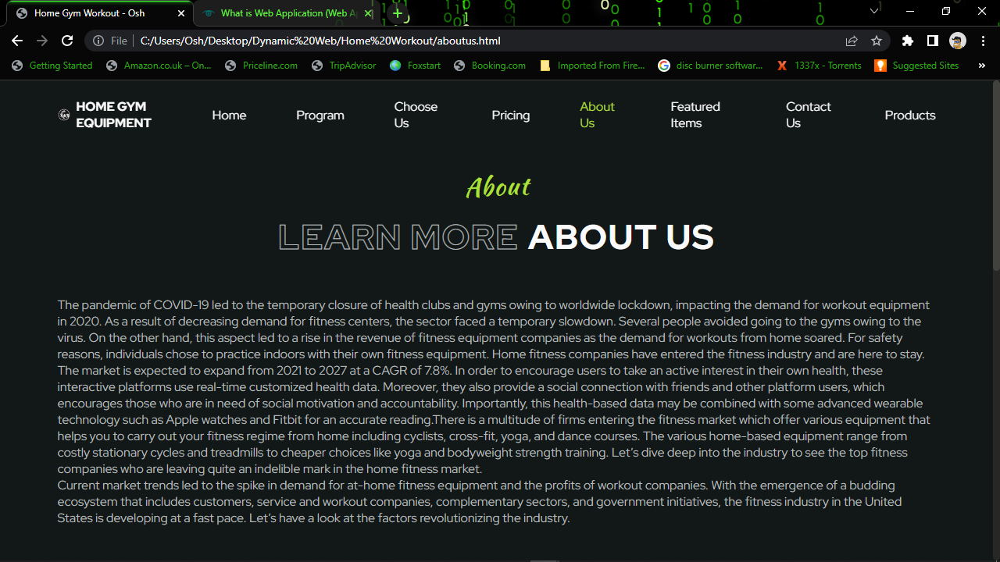 Home Gym Workout - Osh
What is Web Application (Web A
File
C:/Users/Osh/Desktop/Dynamic%20Web/Home%20Workout/aboutus.html
Getting Started
Amazon.co.uk – On...
Priceline.com
TripAdvisor
Foxstart
Booking.com
Imported From Fire...
disc burner softwar...
1337x - Torrents
Suggested Sites
HOME GYM
EQUIPMENT
Home
Program
Choose
Us
Pricing
About
Us
Featured
Items
Contact
Us
Products
About
LEARN MORE ABOUT US
The pandemic of COVID-19 led to the temporary closure of health clubs and gyms owing to worldwide lockdown, impacting the demand for workout equipment
in 2020. As a result of decreasing demand for fitness centers, the sector faced a temporary slowdown. Several people avoided going to the gyms owing to the
virus. On the other hand, this aspect led to a rise in the revenue of fitness equipment companies as the demand for workouts from home soared. For safety
reasons, individuals chose to practice indoors with their own fitness equipment. Home fitness companies have entered the fitness industry and are here to stay.
The market is expected to expand from 2021 to 2027 at a CAGR of 7.8%. In order to encourage users to take an active interest in their own health, these
interactive platforms use real-time customized health data. Moreover, they also provide a social connection with friends and other platform users, which
encourages those who are in need of social motivation and accountability. Importantly, this health-based data may be combined with some advanced wearable
technology such as Apple watches and Fitbit for an accurate reading.There is a multitude of firms entering the fitness market which offer various equipment that
helps you to carry out your fitness regime from home including cyclists, cross-fit, yoga, and dance courses. The various home-based equipment range from
costly stationary cycles and treadmills to cheaper choices like yoga and bodyweight strength training. Let’s dive deep into the industry to see the top fitness
companies who are leaving quite an indelible mark in the home fitness market.
Current market trends led to the spike in demand for at-home fitness equipment and the profits of workout companies. With the emergence of a budding
ecosystem that includes customers, service and workout companies, complementary sectors, and government initiatives, the fitness industry in the United
States is developing at a fast pace. Let’s have a look at the factors revolutionizing the industry.